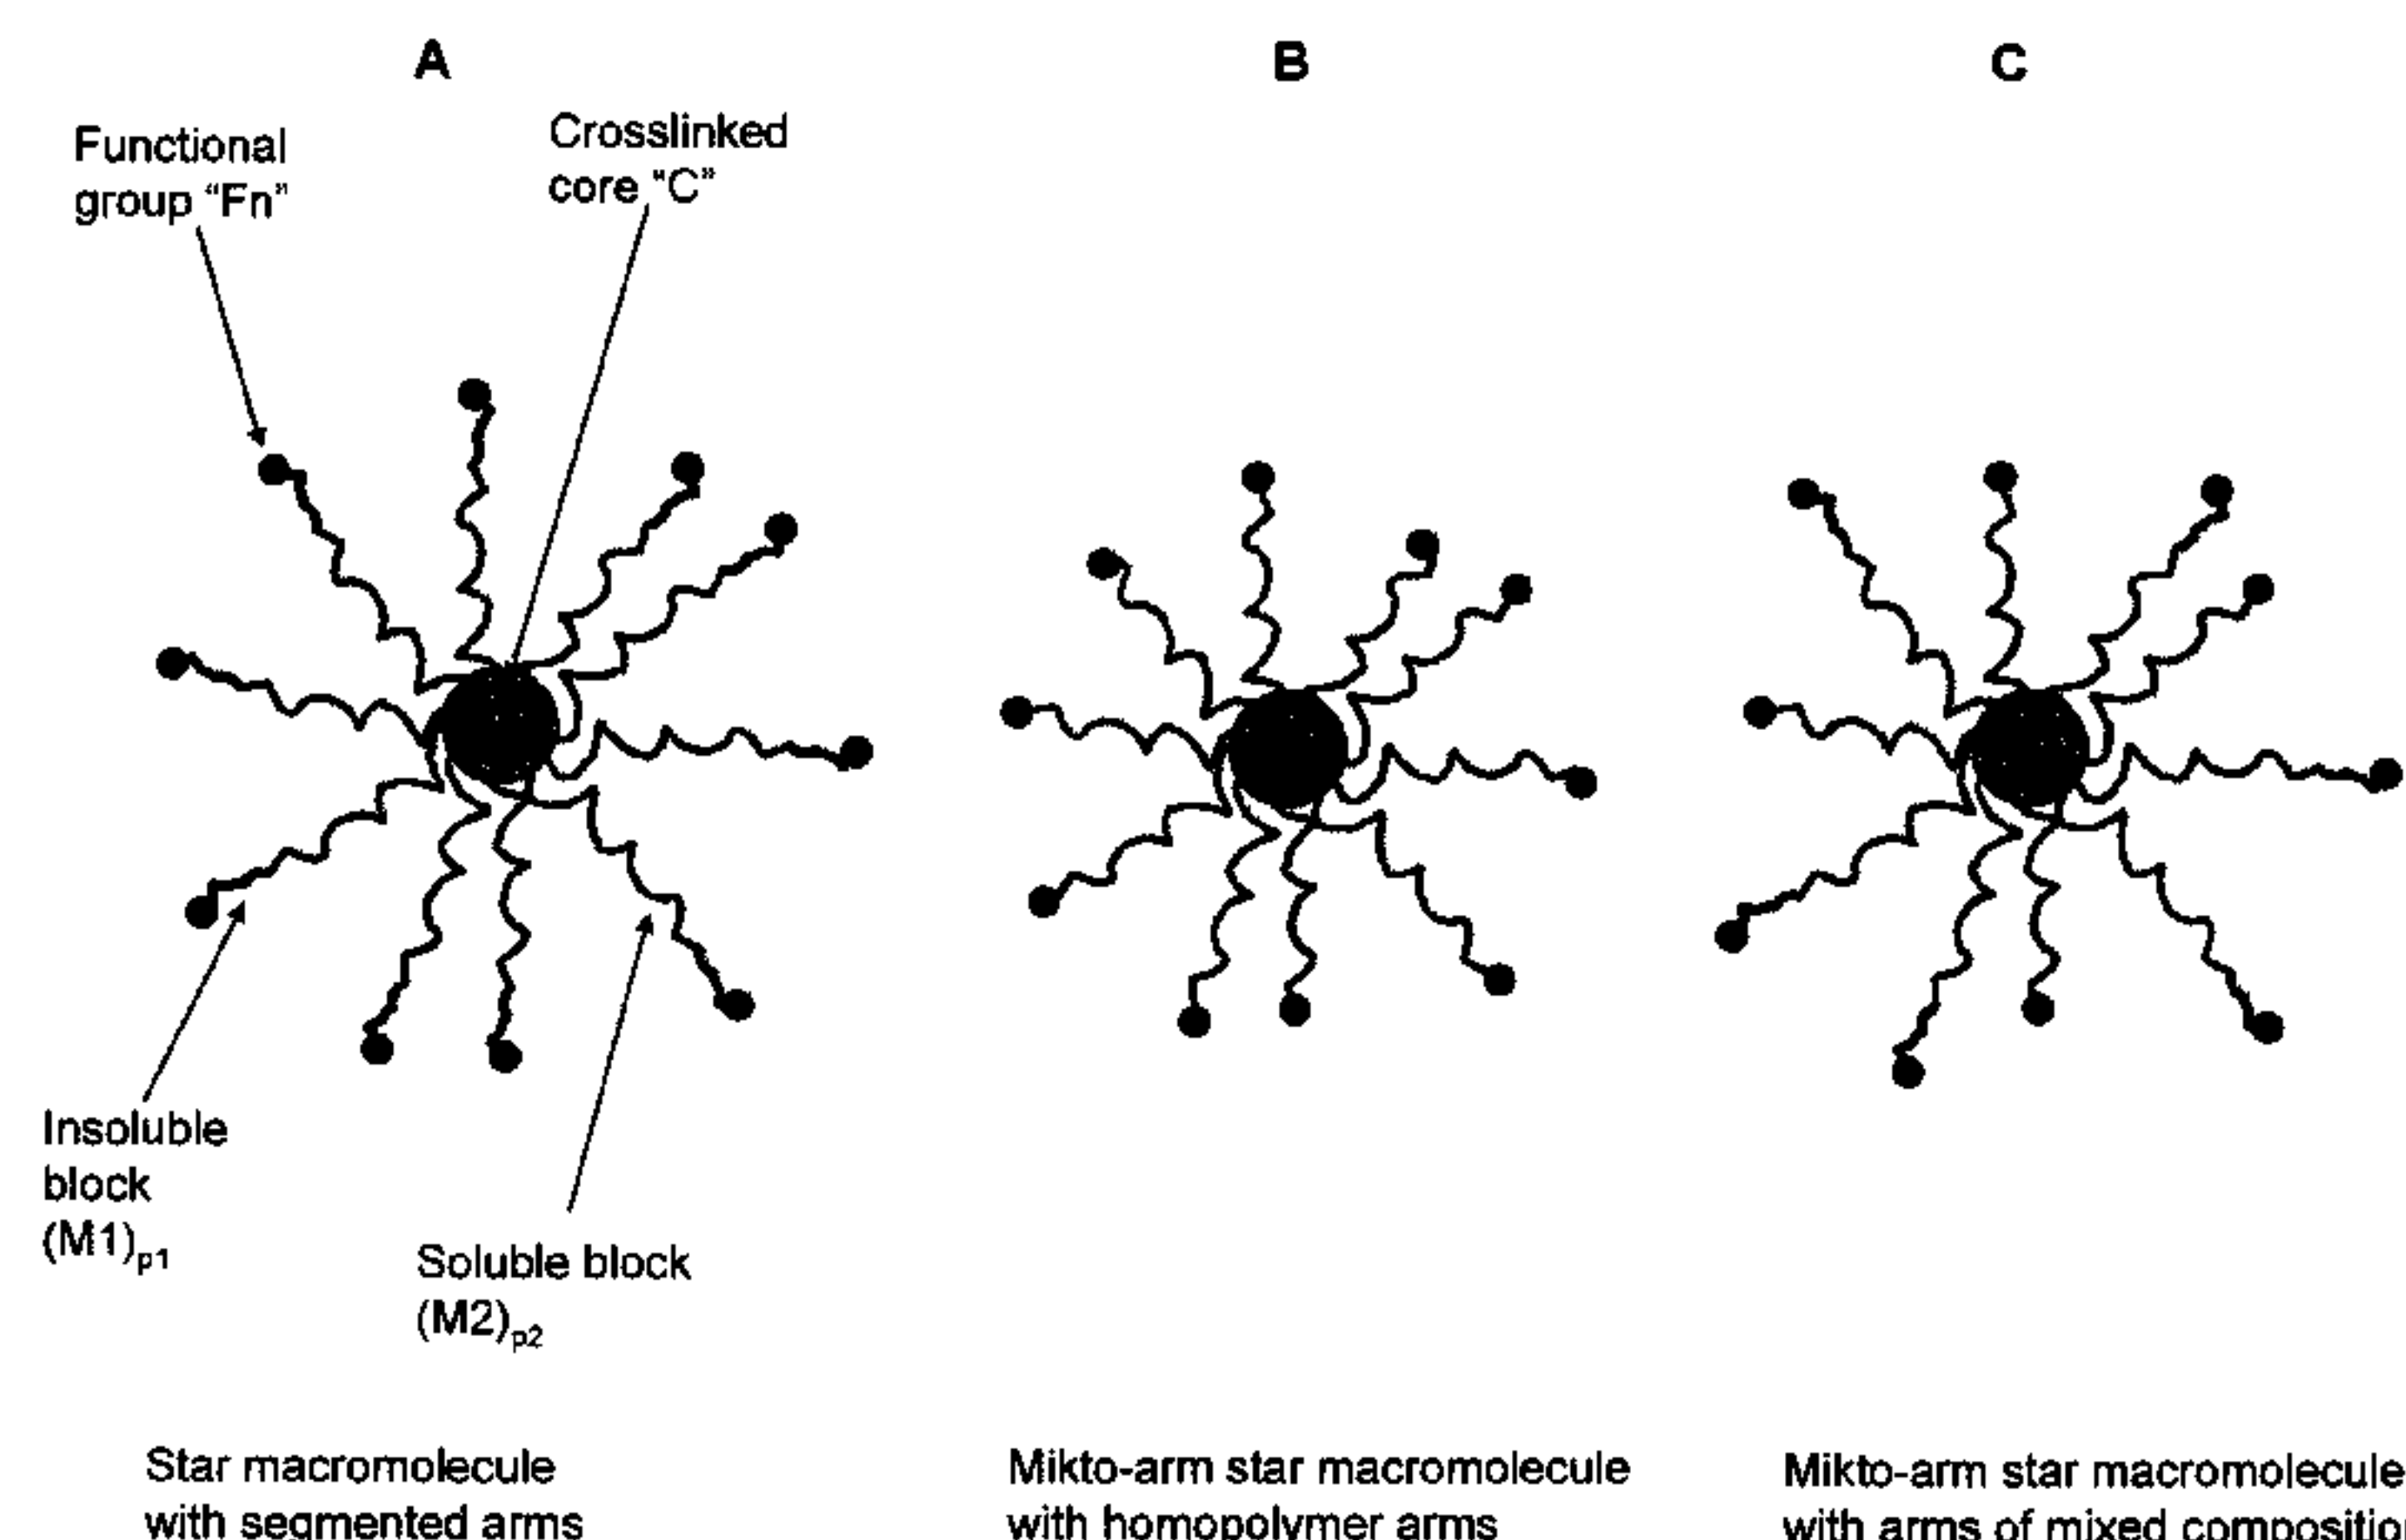 A
B
C
Functional
group “Fn”
Crosslinked
core “C”
Insoluble
block
(M1)p1
Soluble block
(M2)p2
Star macromolecule
with segmented arms
Mikto-arm star macromolecule
with homopolymer arms
Mikto-arm star macromolecule
with arms of mixed